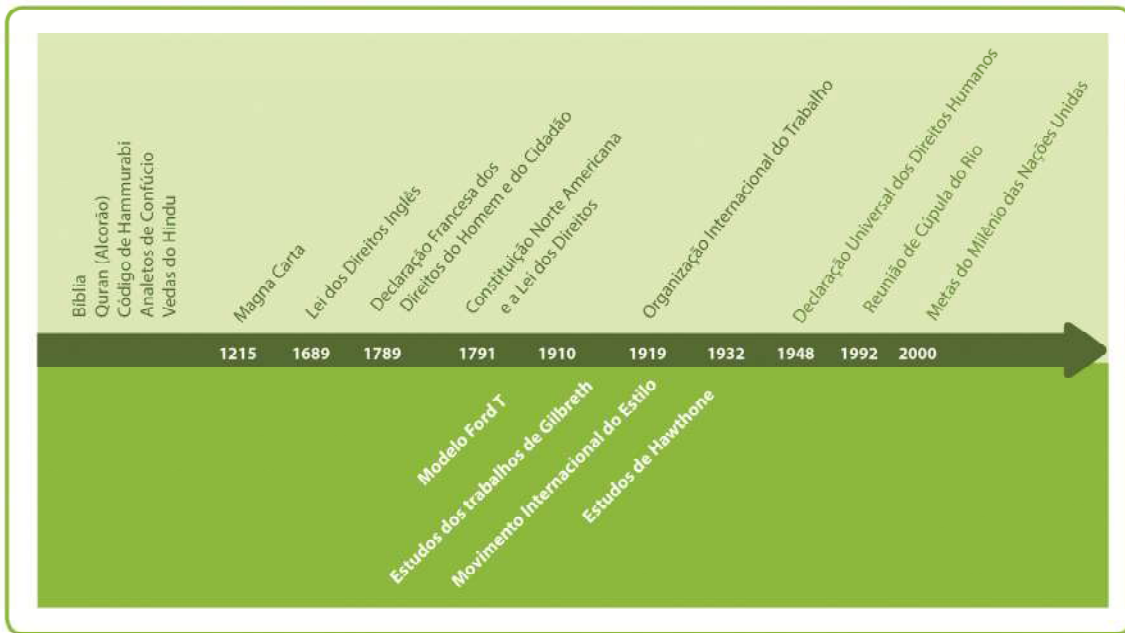 Bíblia
Quran (Alcorão)
Código de Hammurabi
Analetos de Confúcio
Vedas do Hindu
Magna Carta
Lei dos Direitos Inglês
Declaração Francesa dos
Direitos do Homem e do Cidadão
Constituição Norte Americana
e a Lei dos Direitos
Organização Internacional do Trabalho
Declaração Universal dos Direitos Humanos
Reunião de Cúpula do Rio
Metas do Milênio das Nações Unidas
1215 1689 1789 1791 1910 1919 1932 1948 1992 2000
Modelo Ford T
Estudos dos trabalhos de Gilbreth
Movimento Internacional do Estilo
Estudos de Hawthone